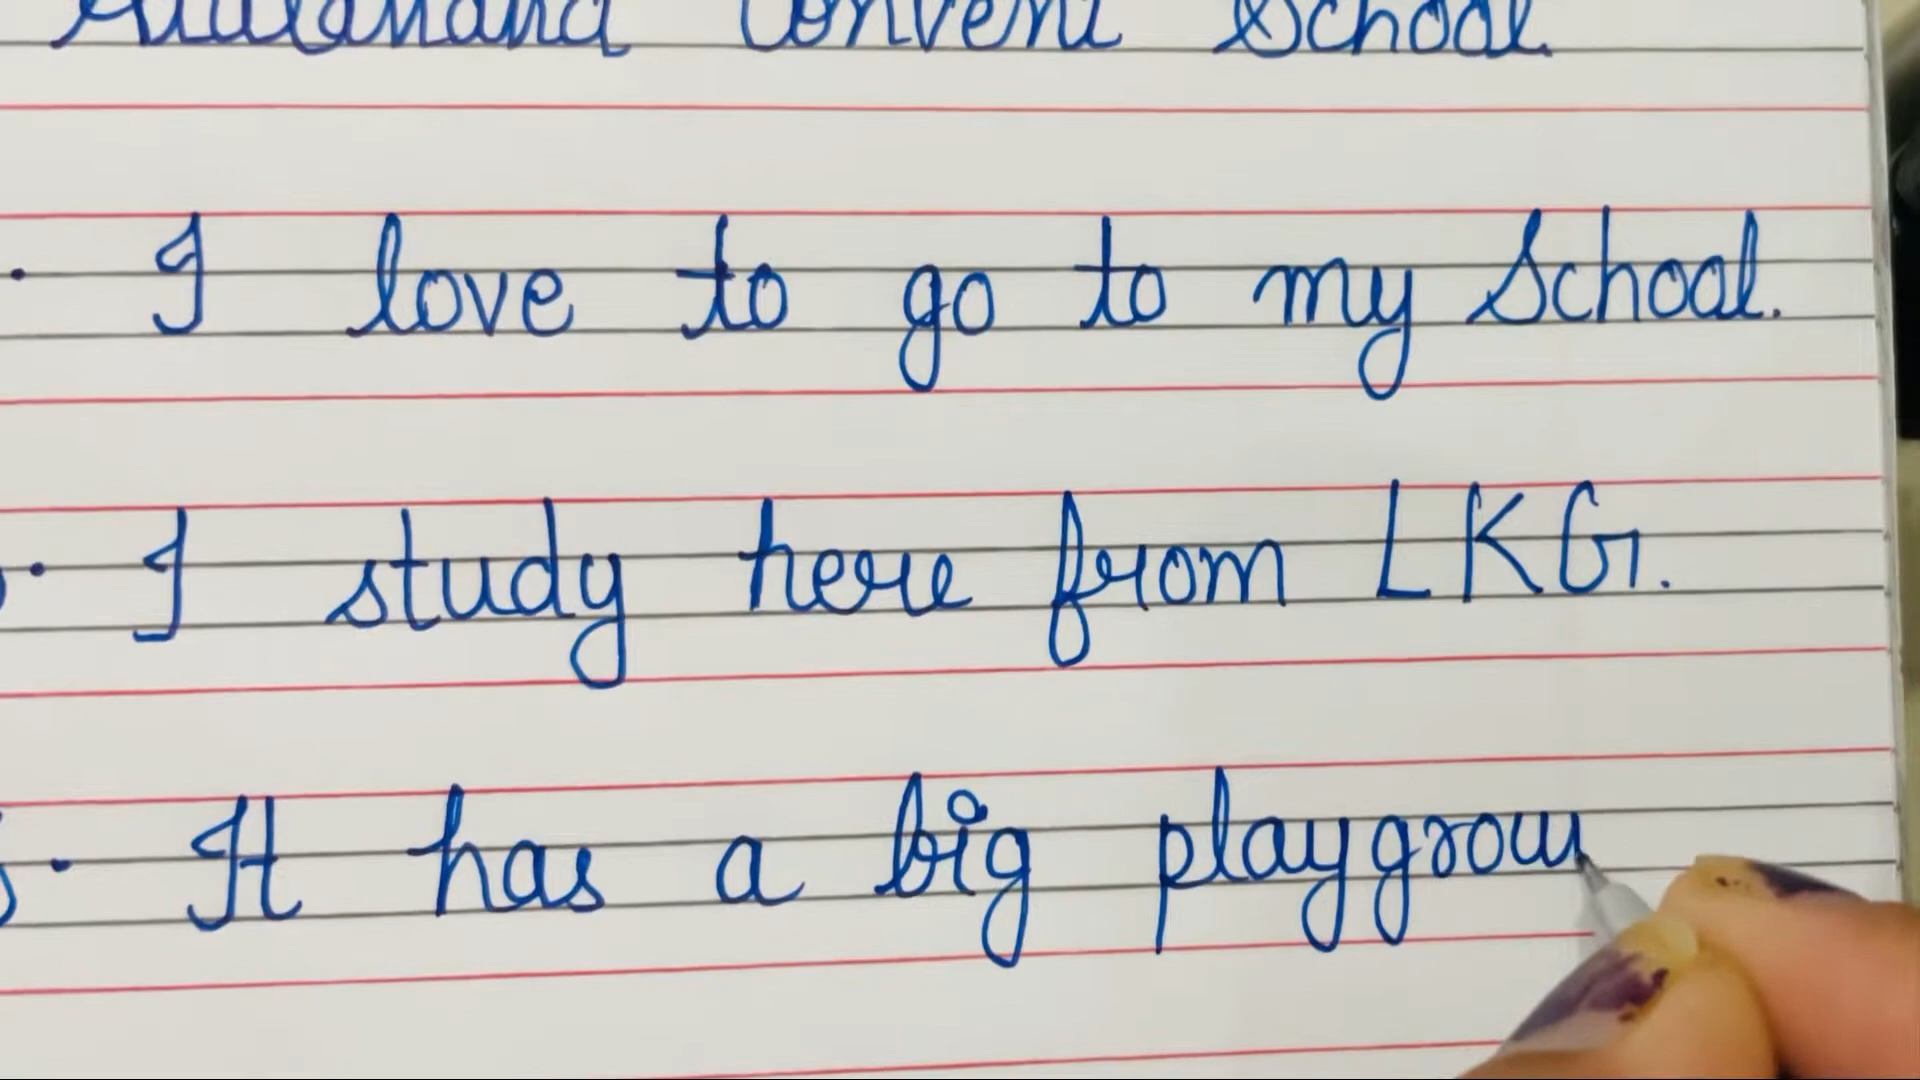 Convent School
. I love to go to my School.
. I study here from LKG.
. It has a big playgrou